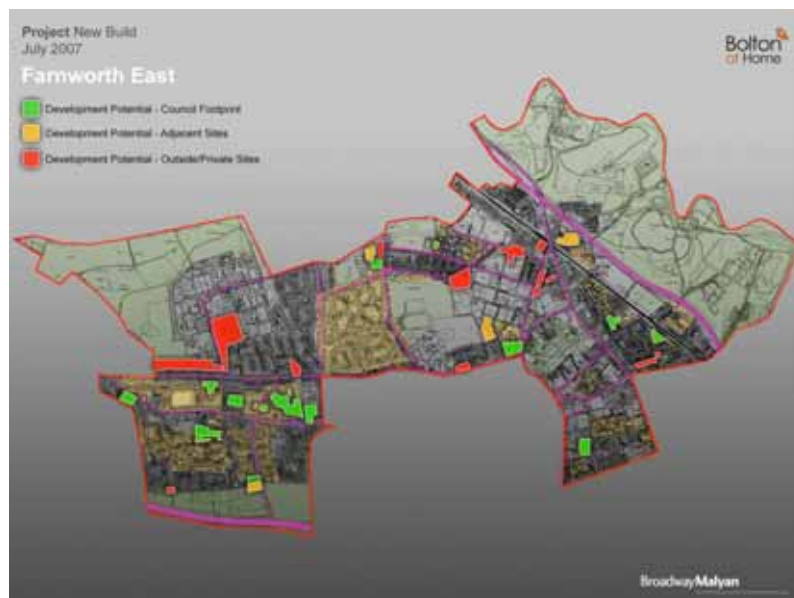 Project New Build
July 2007
Farnworth East
Development Potential - Council Footprint
Development Potential - Adjacent Sites
Development Potential - Outside/Private Sites
Bolton
at Home
BroadwayMalyan